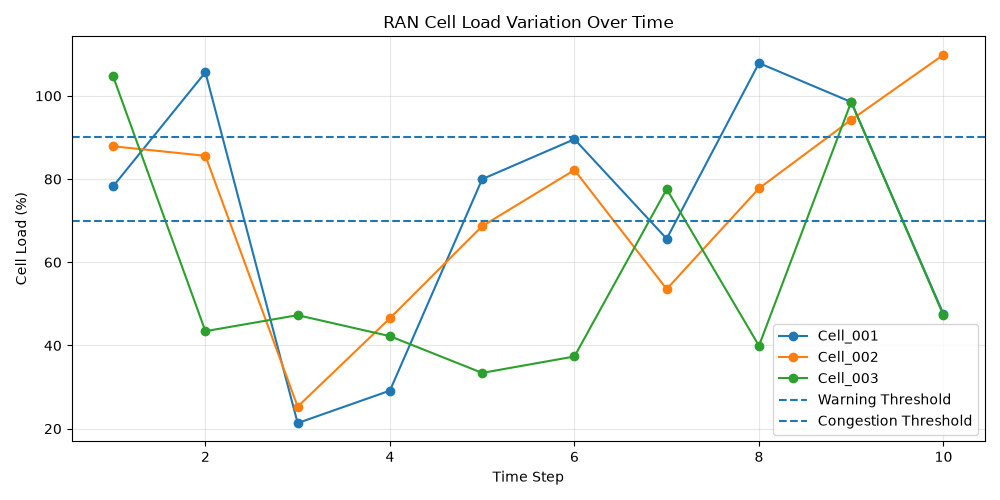 RAN Cell Load Variation Over Time
Cell Load (%)
100
80
60
40
20
2
4
6
8
10
Time Step
Cell_001
Cell_002
Cell_003
Warning Threshold
Congestion Threshold